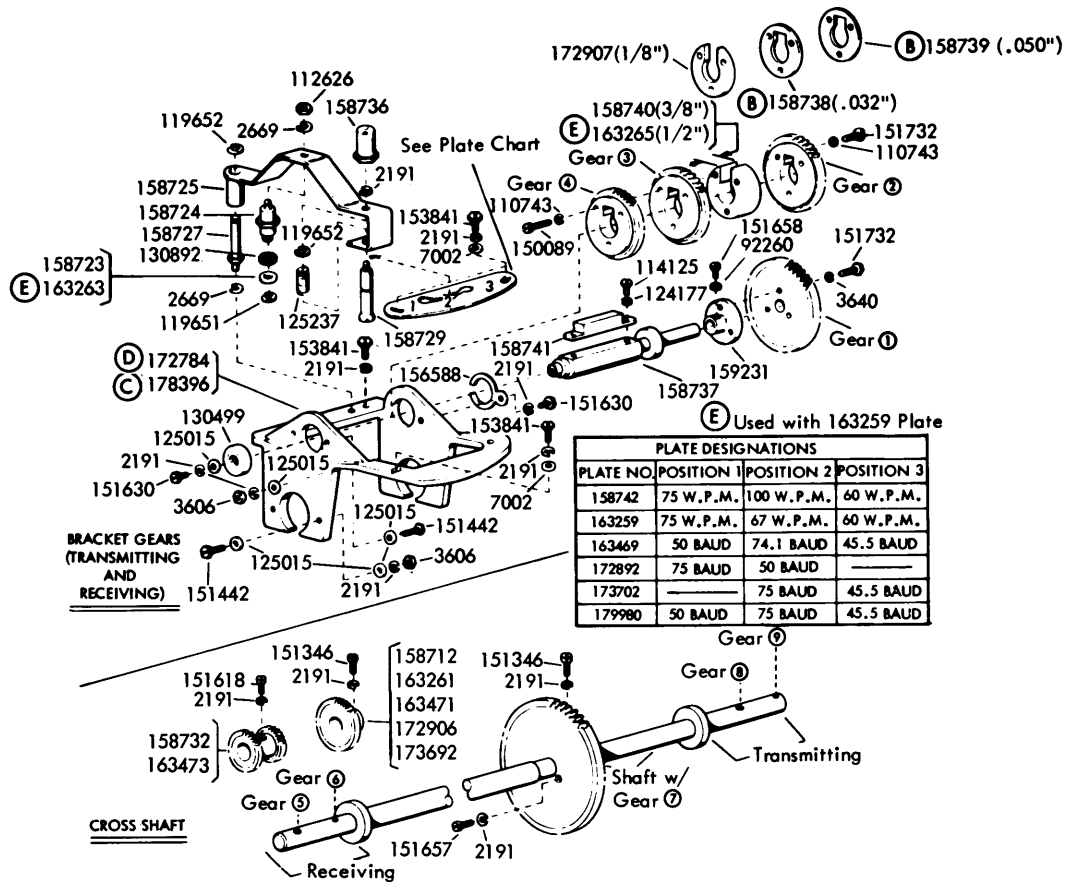 172907(1/8")
Ⓑ 158739 (.050")
Ⓑ 158738(.032")
158740(3/8")
Ⓔ 163265(1/2")
112626
158736
119652
2669
See Plate Chart
Gear ③
151732
110743
Gear ②
158725
2191
Gear ④
110743
158724
153841
158727
119652
2191
150089
151658
130892
7002
92260
151732
158723
Ⓔ 163263
114125
1 2 3
124177
3640
2669
119651
125237
158729
158741
Gear ①
153841
2191
159231
Ⓓ 172784
Ⓒ 178396
156588
2191
158737
151630
130499
153841
125015
2191
125015
2191
151630
7002
3606
125015
151442
BRACKET GEARS
(TRANSMITTING
AND
RECEIVING)
125015
3606
2191
151442
Ⓔ Used with 163259 Plate
PLATE DESIGNATIONS
PLATE NO. POSITION 1 POSITION 2 POSITION 3
158742 75 W.P.M. 100 W.P.M. 60 W.P.M.
163259 75 W.P.M. 67 W.P.M. 60 W.P.M.
163469 50 BAUD 74.1 BAUD 45.5 BAUD
172892 75 BAUD 50 BAUD ———
173702 ——— 75 BAUD 45.5 BAUD
179980 50 BAUD 75 BAUD 45.5 BAUD
Gear ⑨
151346
2191
158712
163261
163471
172906
173692
151346
2191
Gear ⑧
151618
2191
158732
163473
Transmitting
Shaft w/
Gear ⑦
Gear ⑥
Gear ⑤
CROSS SHAFT
151657
2191
Receiving